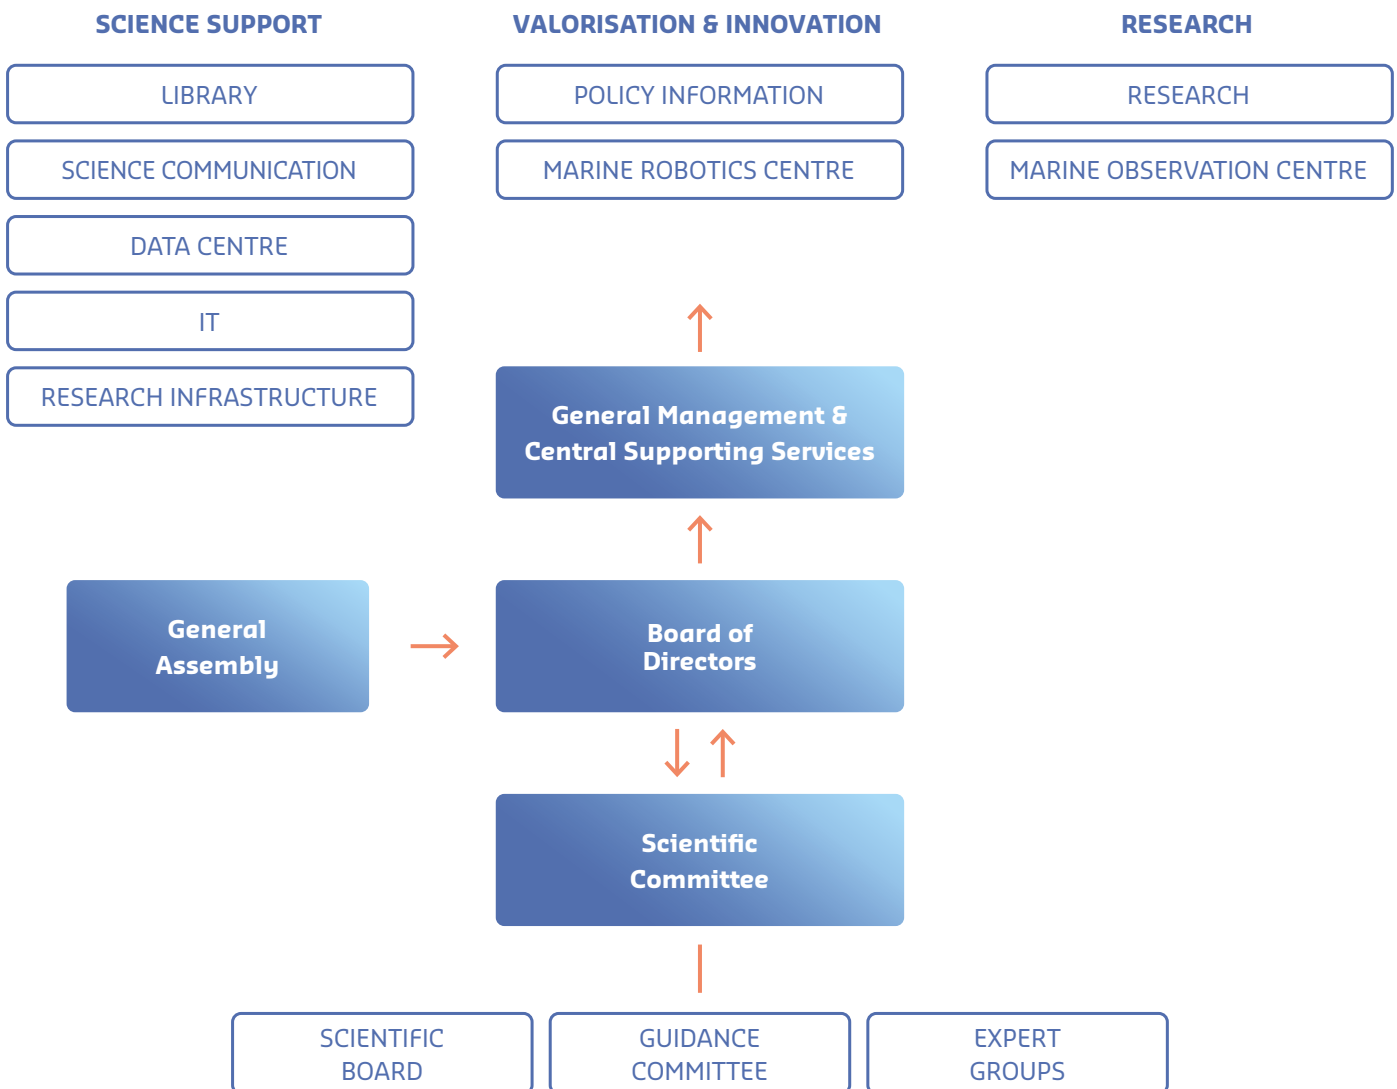 SCIENCE SUPPORT
LIBRARY
SCIENCE COMMUNICATION
DATA CENTRE
IT
RESEARCH INFRASTRUCTURE
VALORISATION & INNOVATION
POLICY INFORMATION
MARINE ROBOTICS CENTRE
RESEARCH
RESEARCH
MARINE OBSERVATION CENTRE
General Management &
Central Supporting Services
General
Assembly
Board of
Directors
Scientific
Committee
SCIENTIFIC
BOARD
GUIDANCE
COMMITTEE
EXPERT
GROUPS